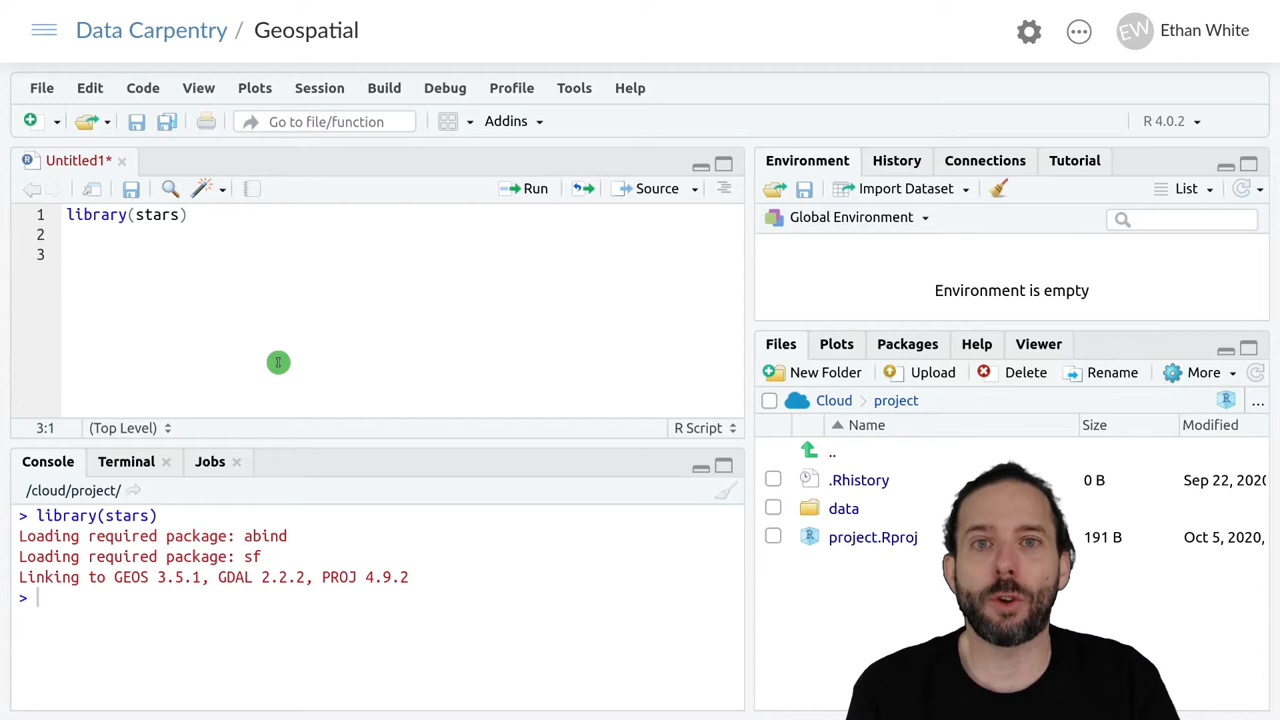 Data Carpentry / Geospatial
EW Ethan White
File Edit Code View Plots Session Build Debug Profile Tools Help
Go to file/function Addins R 4.0.2
Untitled1*
Run Source
1 library(stars)
2
3
3:1 (Top Level) R Script
Console Terminal Jobs
/cloud/project/
> library(stars)
Loading required package: abind
Loading required package: sf
Linking to GEOS 3.5.1, GDAL 2.2.2, PROJ 4.9.2
>
Environment History Connections Tutorial
Import Dataset List
Global Environment
Environment is empty
Files Plots Packages Help Viewer
New Folder Upload Delete Rename More
Cloud > project ...
Name Size Modified
..
.Rhistory 0 B Sep 22, 2020
data
project.Rproj 191 B Oct 5, 2020,